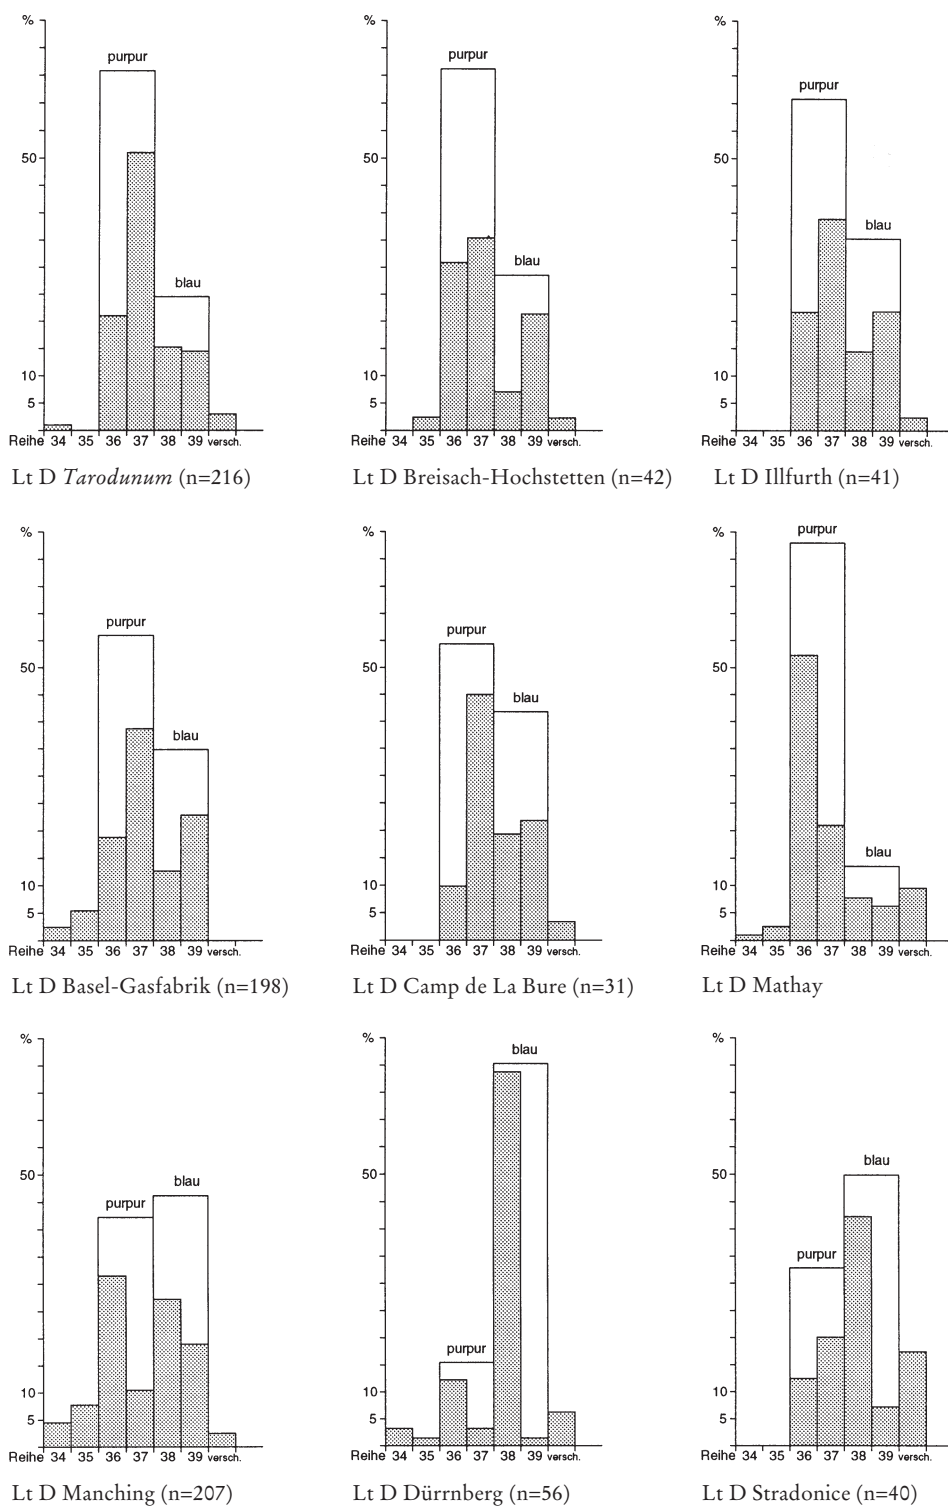 %
purpur
50
blau
10
5
Reihe 34 35 36 37 38 39 versch.
Lt D Tarodunum (n=216)
%
purpur
50
blau
10
5
Reihe 34 35 36 37 38 39 versch.
Lt D Breisach-Hochstetten (n=42)
%
purpur
50
blau
10
5
Reihe 34 35 36 37 38 39 versch.
Lt D Illfurth (n=41)
%
purpur
50
blau
10
5
Reihe 34 35 36 37 38 39 versch.
Lt D Basel-Gasfabrik (n=198)
%
purpur
50
blau
10
5
Reihe 34 35 36 37 38 39 versch.
Lt D Camp de La Bure (n=31)
%
purpur
50
blau
10
5
Reihe 34 35 36 37 38 39 versch.
Lt D Mathay
%
50
blau
purpur
10
5
Reihe 34 35 36 37 38 39 versch.
Lt D Manching (n=207)
%
blau
50
purpur
10
5
Reihe 34 35 36 37 38 39 versch.
Lt D Dürrnberg (n=56)
%
50
blau
purpur
10
5
Reihe 34 35 36 37 38 39 versch.
Lt D Stradonice (n=40)